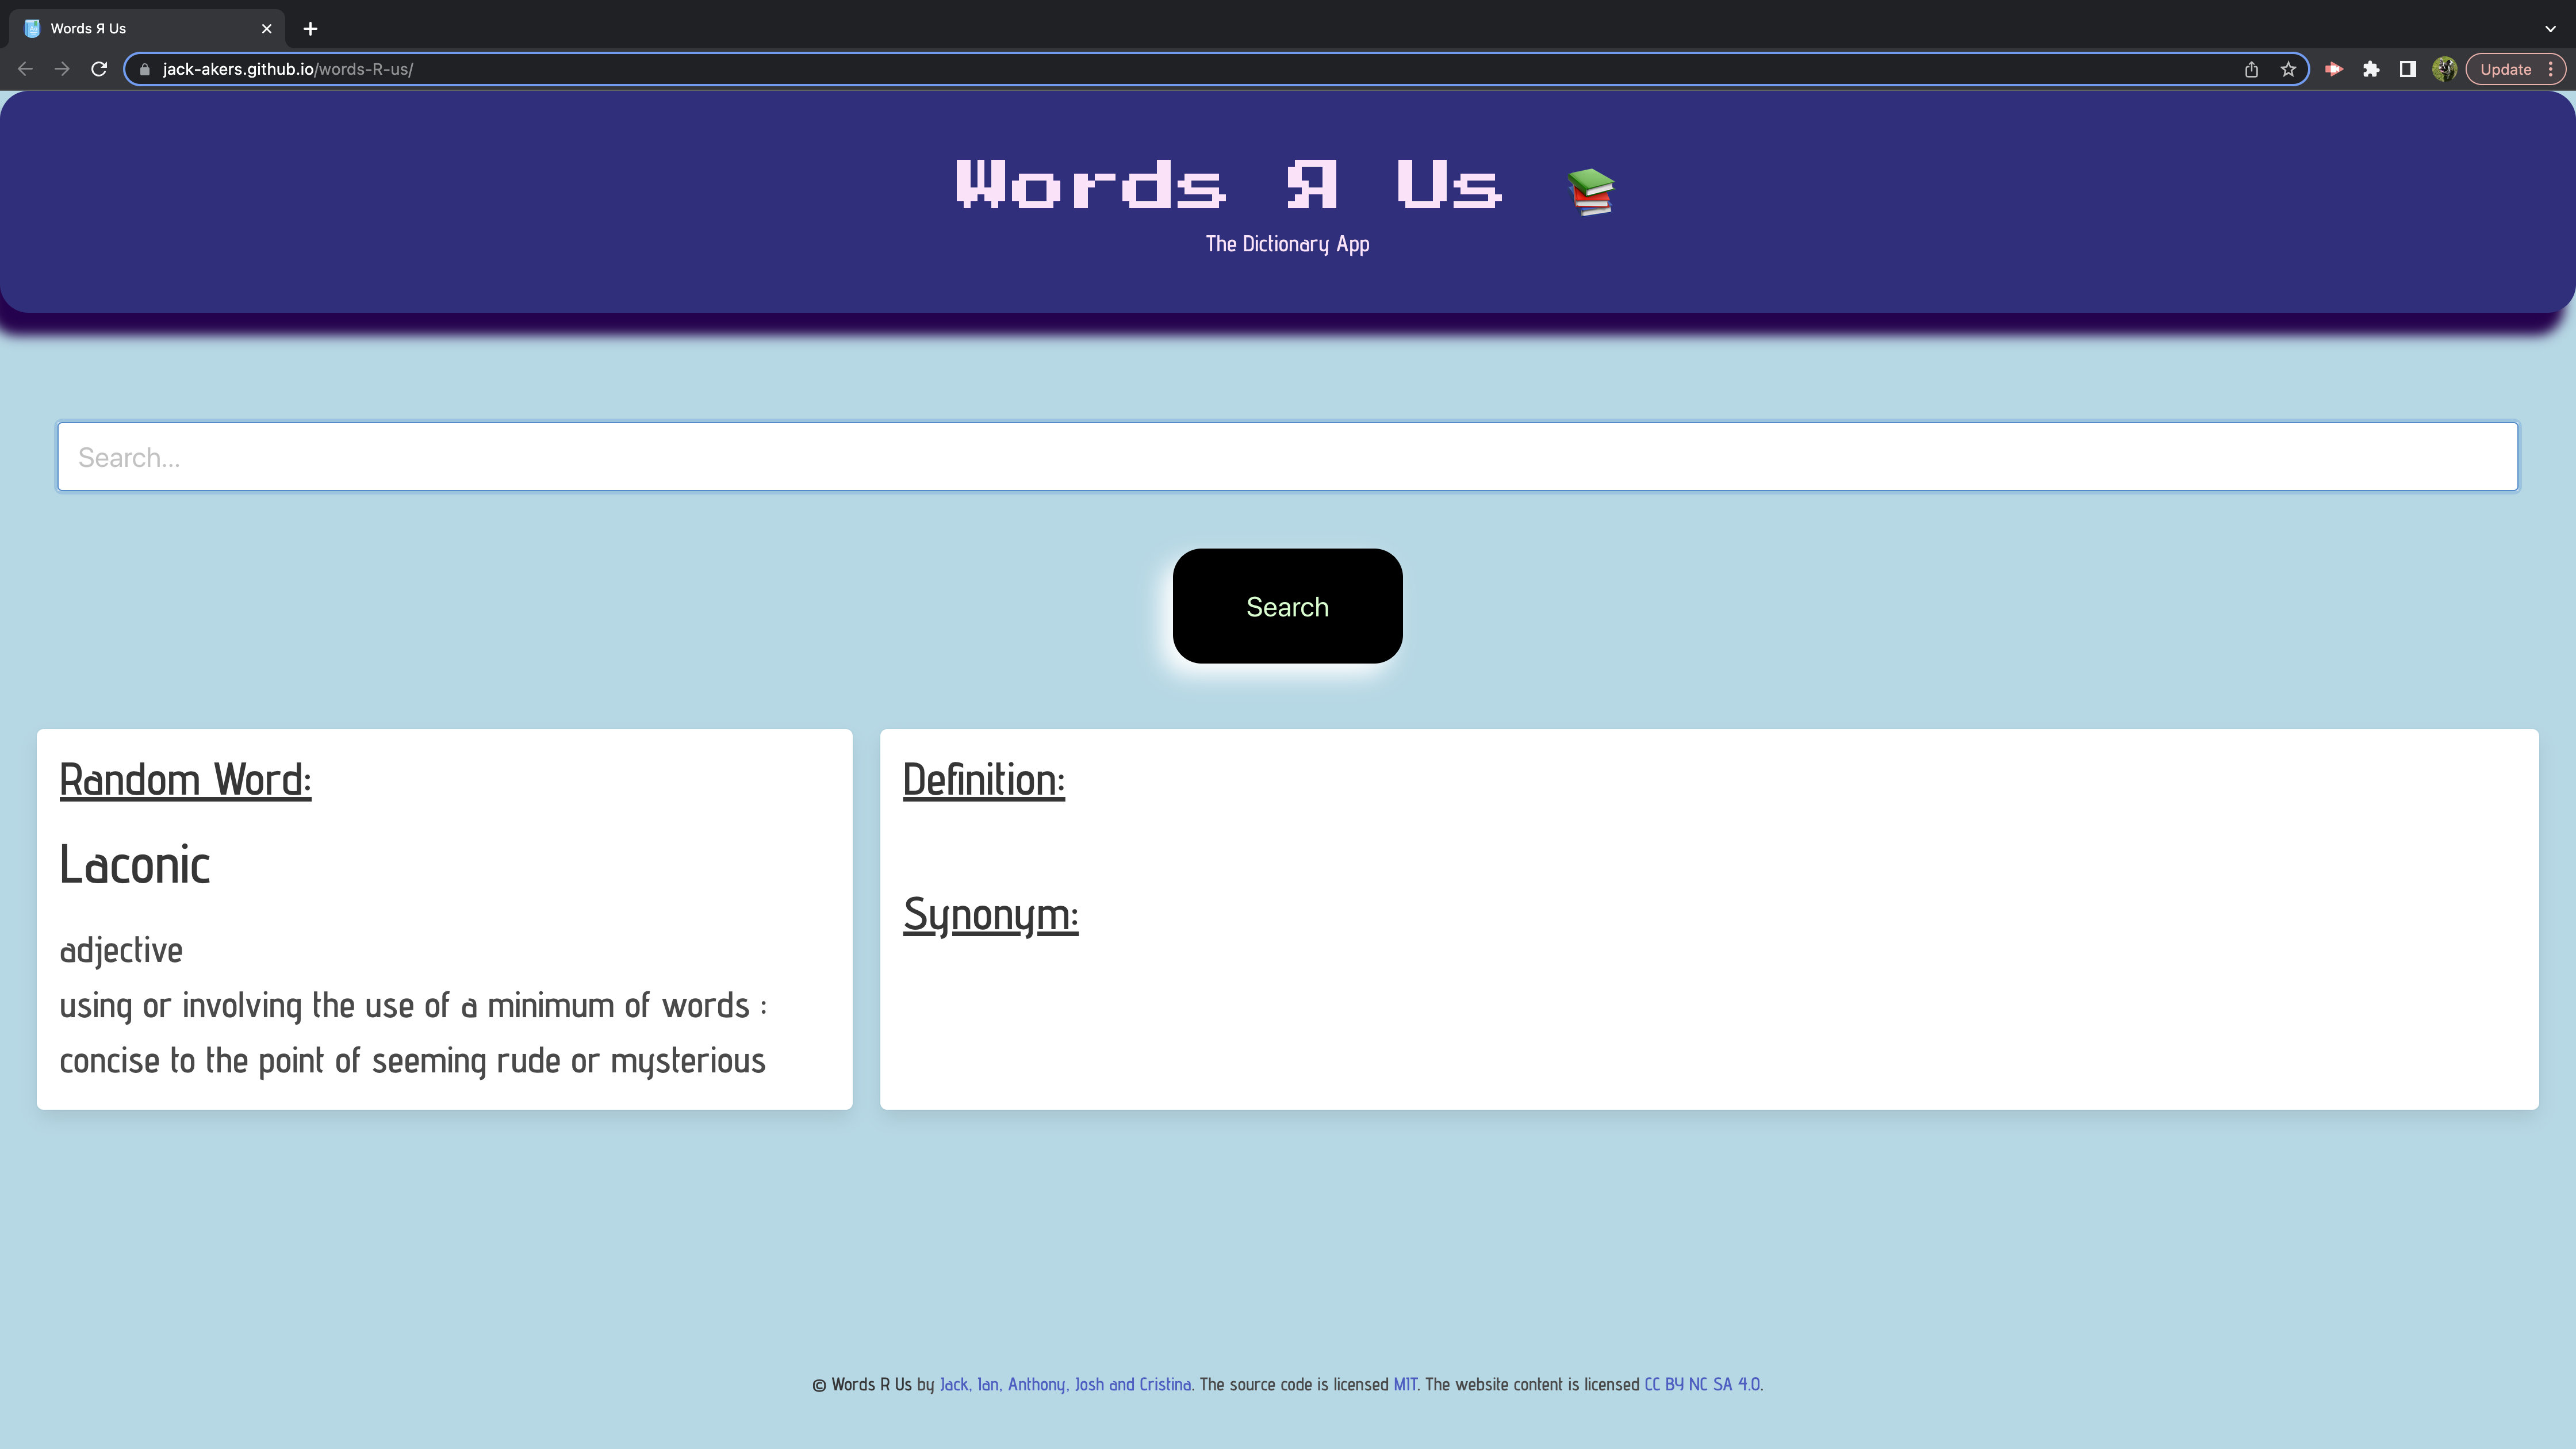 Words Я Us
jack-akers.github.io/words-R-us/
Update
Words Я Us
The Dictionary App
Search...
Search
Random Word:
Laconic
adjective
using or involving the use of a minimum of words :
concise to the point of seeming rude or mysterious
Definition:
Synonym:
© Words R Us by Jack, Ian, Anthony, Josh and Cristina. The source code is licensed MIT. The website content is licensed CC BY NC SA 4.0.